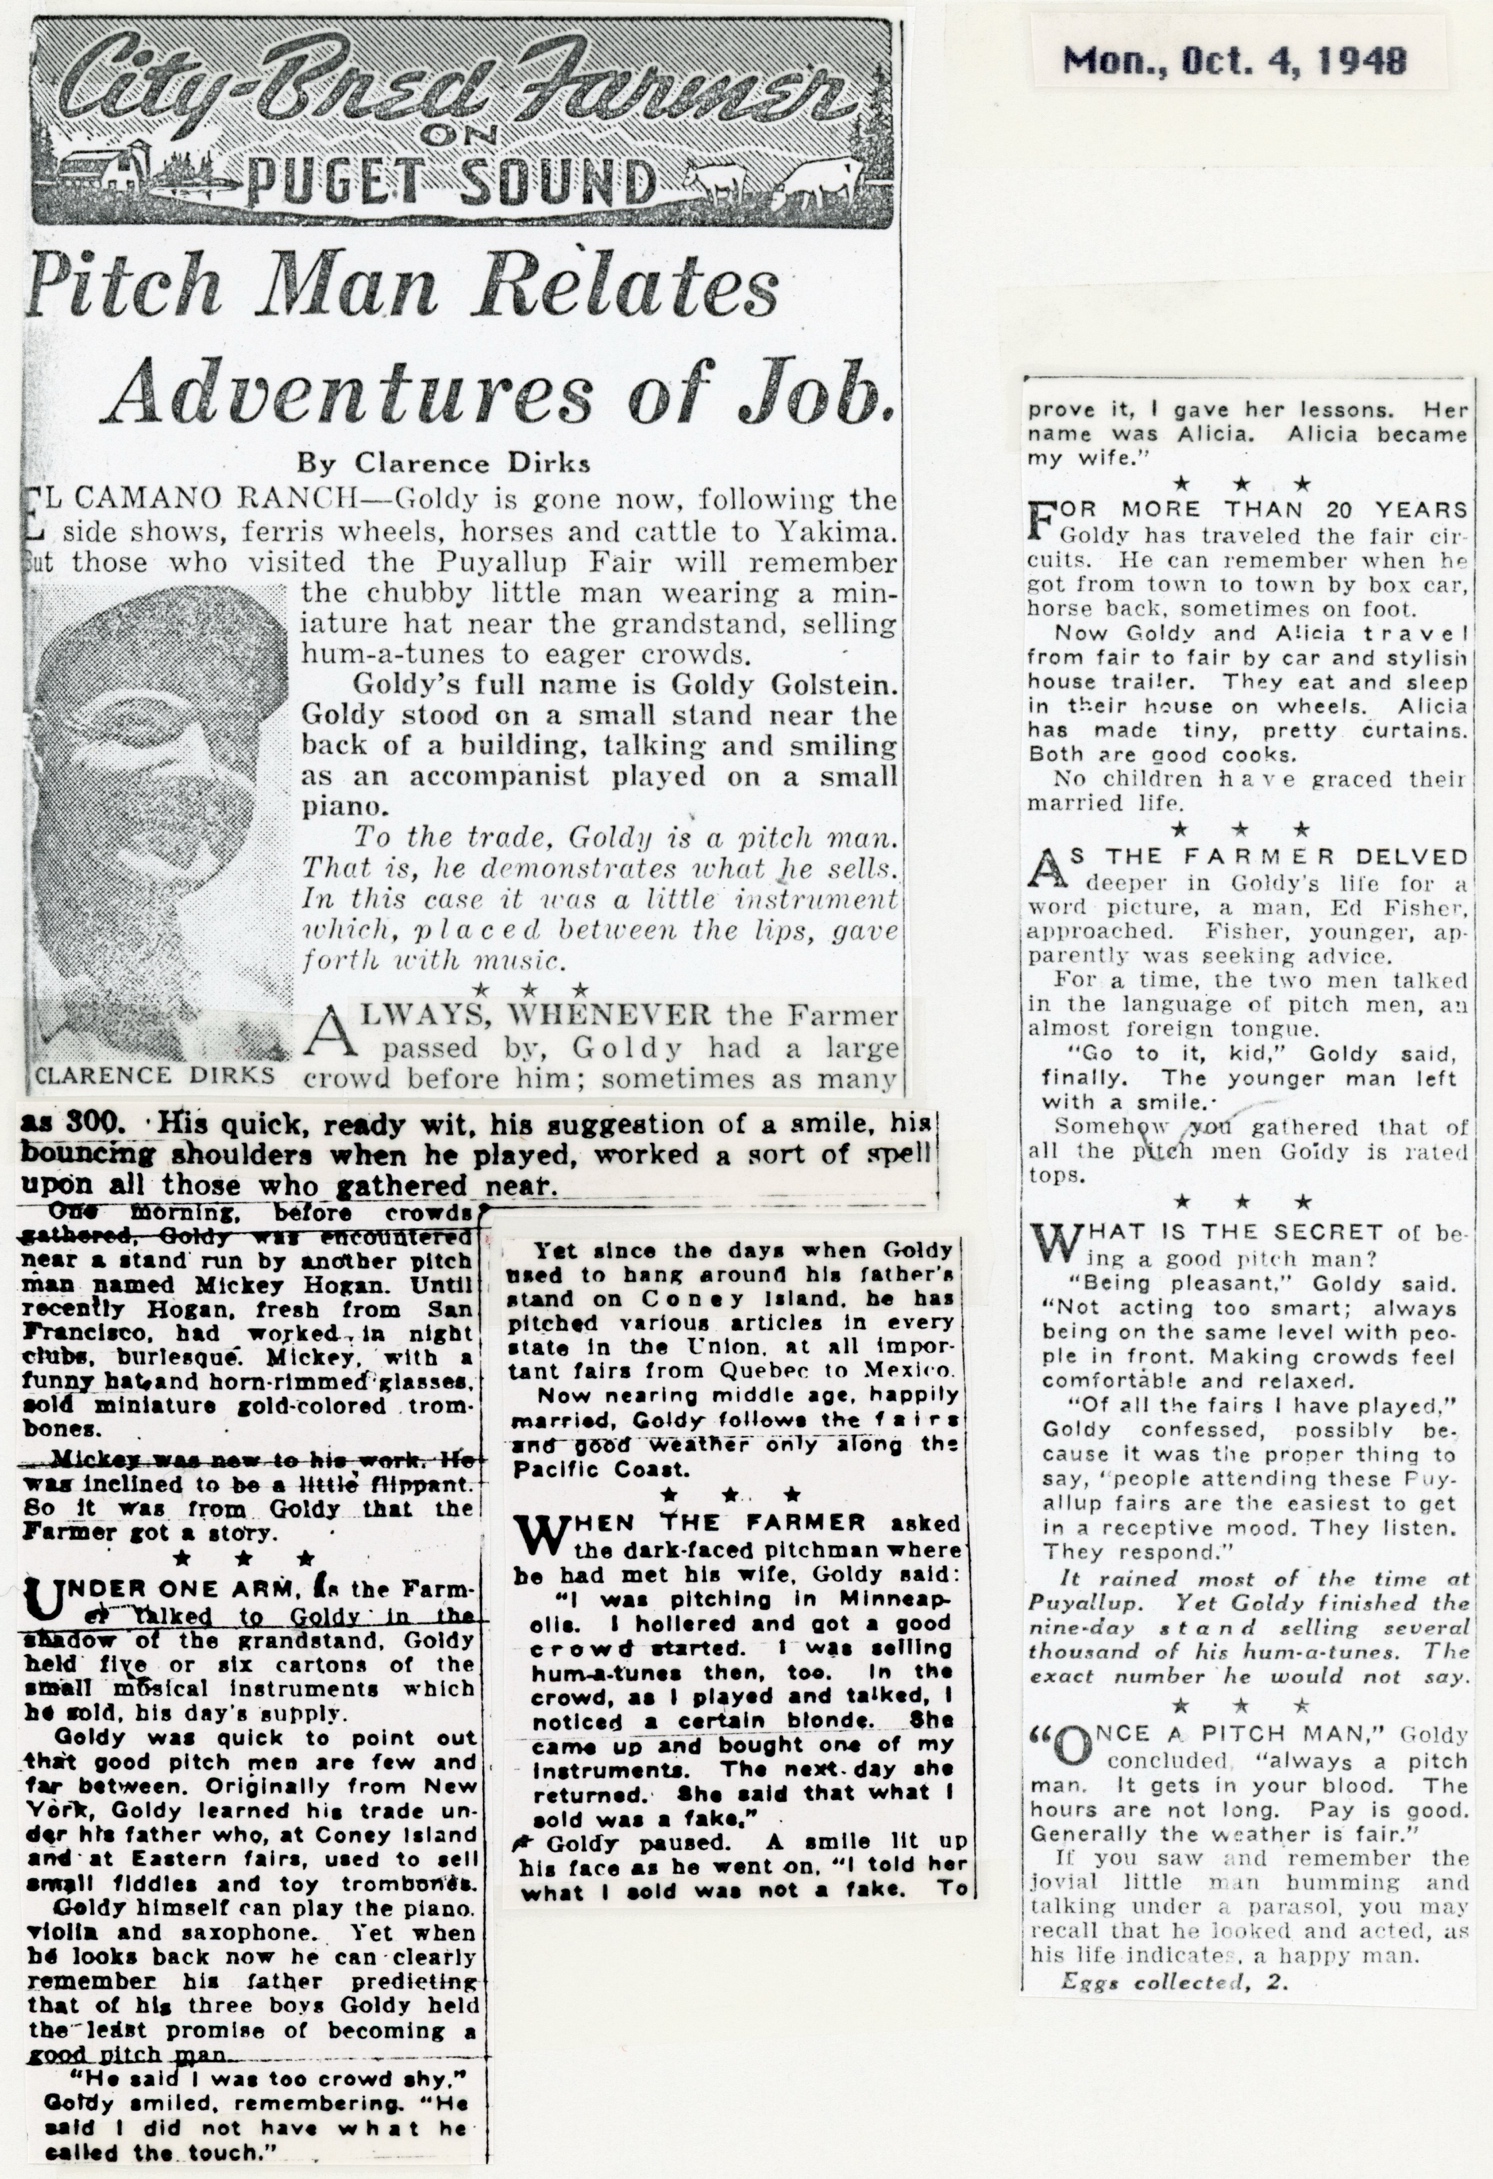 City-Bred Farmer
ON
PUGET SOUND
Mon., Oct. 4, 1948
Pitch Man Relates
Adventures of Job.
By Clarence Dirks
EL CAMANO RANCH—Goldy is gone now, following the
side shows, ferris wheels, horses and cattle to Yakima.
But those who visited the Puyallup Fair will remember
the chubby little man wearing a min-
iature hat near the grandstand, selling
hum-a-tunes to eager crowds.
Goldy's full name is Goldy Golstein.
Goldy stood on a small stand near the
back of a building, talking and smiling
as an accompanist played on a small
piano.
To the trade, Goldy is a pitch man.
That is, he demonstrates what he sells.
In this case it was a little instrument
which, placed between the lips, gave
forth with music.
★ ★ ★
ALWAYS, WHENEVER the Farmer
passed by, Goldy had a large
crowd before him; sometimes as many
CLARENCE DIRKS
as 300. His quick, ready wit, his suggestion of a smile, his
bouncing shoulders when he played, worked a sort of spell
upon all those who gathered near.
One morning, before crowds
gathered, Goldy was encountered
near a stand run by another pitch
man named Mickey Hogan. Until
recently Hogan, fresh from San
Francisco, had worked in night
clubs, burlesque. Mickey, with a
funny hat and horn-rimmed glasses,
sold miniature gold-colored trom-
bones.
Mickey was new to his work. He
was inclined to be a little flippant.
So it was from Goldy that the
Farmer got a story.
★ ★ ★
UNDER ONE ARM, as the Farm-
er talked to Goldy in the
shadow of the grandstand, Goldy
held five or six cartons of the
small musical instruments which
he sold, his day's supply.
Goldy was quick to point out
that good pitch men are few and
far between. Originally from New
York, Goldy learned his trade un-
der his father who, at Coney Island
and at Eastern fairs, used to sell
small fiddles and toy trombones.
Goldy himself can play the piano,
violin and saxophone. Yet when
he looks back now he can clearly
remember his father predicting
that of his three boys Goldy held
the least promise of becoming a
good pitch man.
"He said I was too crowd shy,"
Goldy smiled, remembering. "He
said I did not have what he
called the touch."
Yet since the days when Goldy
used to hang around his father's
stand on Coney Island, he has
pitched various articles in every
state in the Union, at all impor-
tant fairs from Quebec to Mexico.
Now nearing middle age, happily
married, Goldy follows the fairs
and good weather only along the
Pacific Coast.
★ ★ ★
WHEN THE FARMER asked
the dark-faced pitchman where
he had met his wife, Goldy said:
"I was pitching in Minneap-
olis. I hollered and got a good
crowd started. I was selling
hum-a-tunes then, too. In the
crowd, as I played and talked, I
noticed a certain blonde. She
came up and bought one of my
instruments. The next day she
returned. She said that what I
sold was a fake."
Goldy paused. A smile lit up
his face as he went on, "I told her
what I sold was not a fake. To
prove it, I gave her lessons. Her
name was Alicia. Alicia became
my wife."
★ ★ ★
FOR MORE THAN 20 YEARS
Goldy has traveled the fair cir-
cuits. He can remember when he
got from town to town by box car,
horse back, sometimes on foot.
Now Goldy and Alicia travel
from fair to fair by car and stylish
house trailer. They eat and sleep
in their house on wheels. Alicia
has made tiny, pretty curtains.
Both are good cooks.
No children have graced their
married life.
★ ★ ★
AS THE FARMER DELVED
deeper in Goldy's life for a
word picture, a man, Ed Fisher,
approached. Fisher, younger, ap-
parently was seeking advice.
For a time, the two men talked
in the language of pitch men, an
almost foreign tongue.
"Go to it, kid," Goldy said,
finally. The younger man left
with a smile.
Somehow you gathered that of
all the pitch men Goldy is rated
tops.
★ ★ ★
WHAT IS THE SECRET of be-
ing a good pitch man?
"Being pleasant," Goldy said.
"Not acting too smart; always
being on the same level with peo-
ple in front. Making crowds feel
comfortable and relaxed.
"Of all the fairs I have played,"
Goldy confessed, possibly be-
cause it was the proper thing to
say, "people attending these Puy-
allup fairs are the easiest to get
in a receptive mood. They listen.
They respond."
It rained most of the time at
Puyallup. Yet Goldy finished the
nine-day stand selling several
thousand of his hum-a-tunes. The
exact number he would not say.
★ ★ ★
"ONCE A PITCH MAN," Goldy
concluded, "always a pitch
man. It gets in your blood. The
hours are not long. Pay is good.
Generally the weather is fair."
If you saw and remember the
jovial little man humming and
talking under a parasol, you may
recall that he looked and acted, as
his life indicates, a happy man.
Eggs collected, 2.